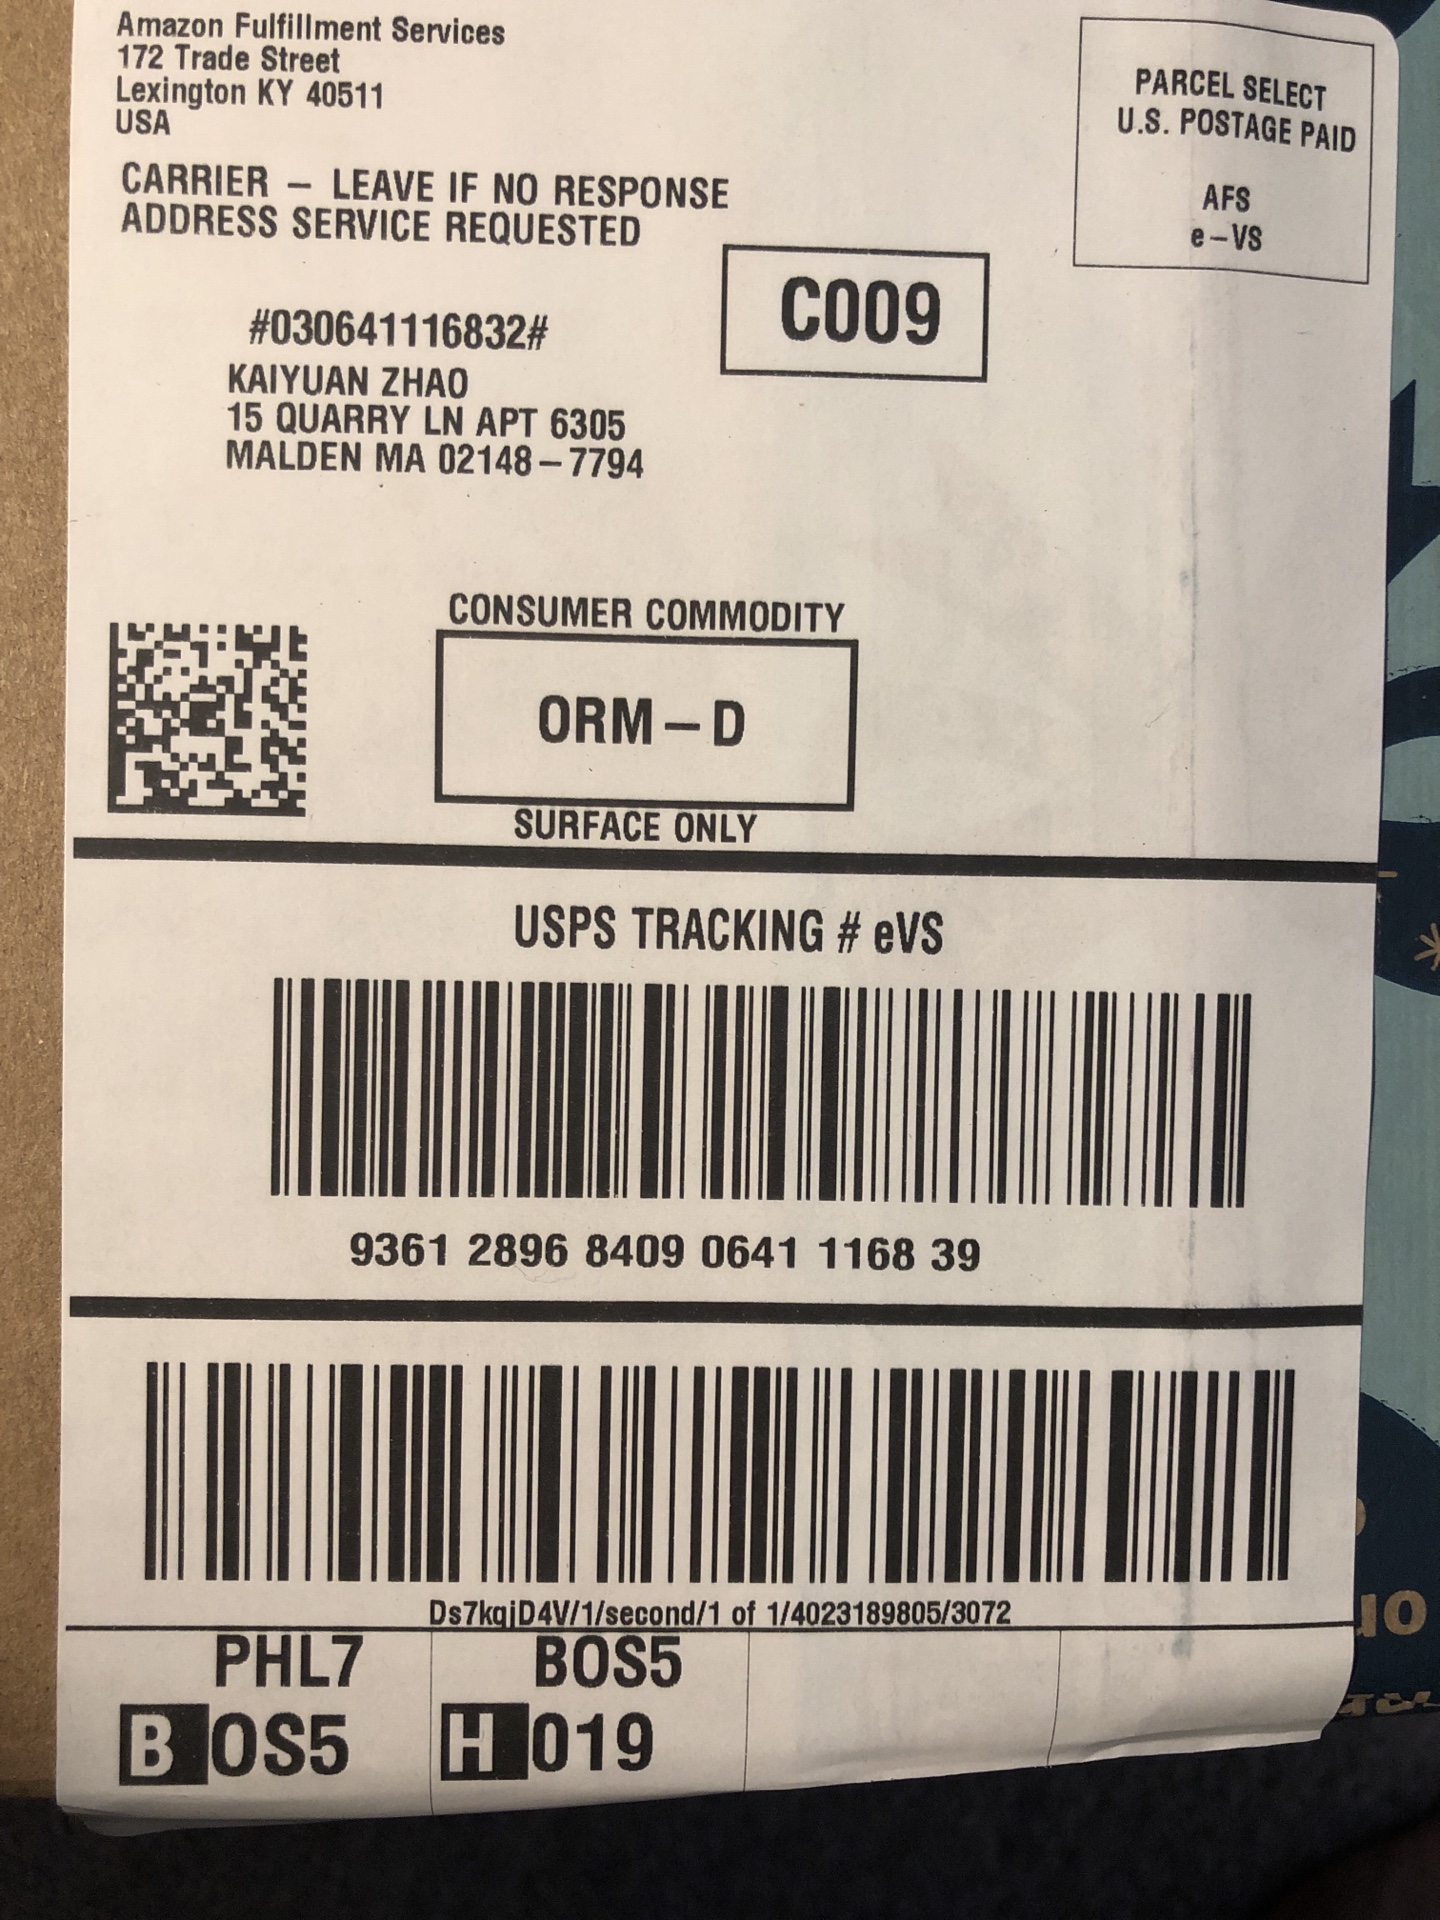 Amazon Fulfillment Services
172 Trade Street
Lexington KY 40511
USA
PARCEL SELECT
U.S. POSTAGE PAID
AFS
e-VS
CARRIER - LEAVE IF NO RESPONSE
ADDRESS SERVICE REQUESTED
C009
#030641116832#
KAIYUAN ZHAO
15 QUARRY LN APT 6305
MALDEN MA 02148-7794
CONSUMER COMMODITY
ORM-D
SURFACE ONLY
USPS TRACKING # eVS
9361 2896 8409 0641 1168 39
Ds7kqjD4V/1/second/1 of 1/4023189805/3072
PHL7 BOS5
BOS5 H019